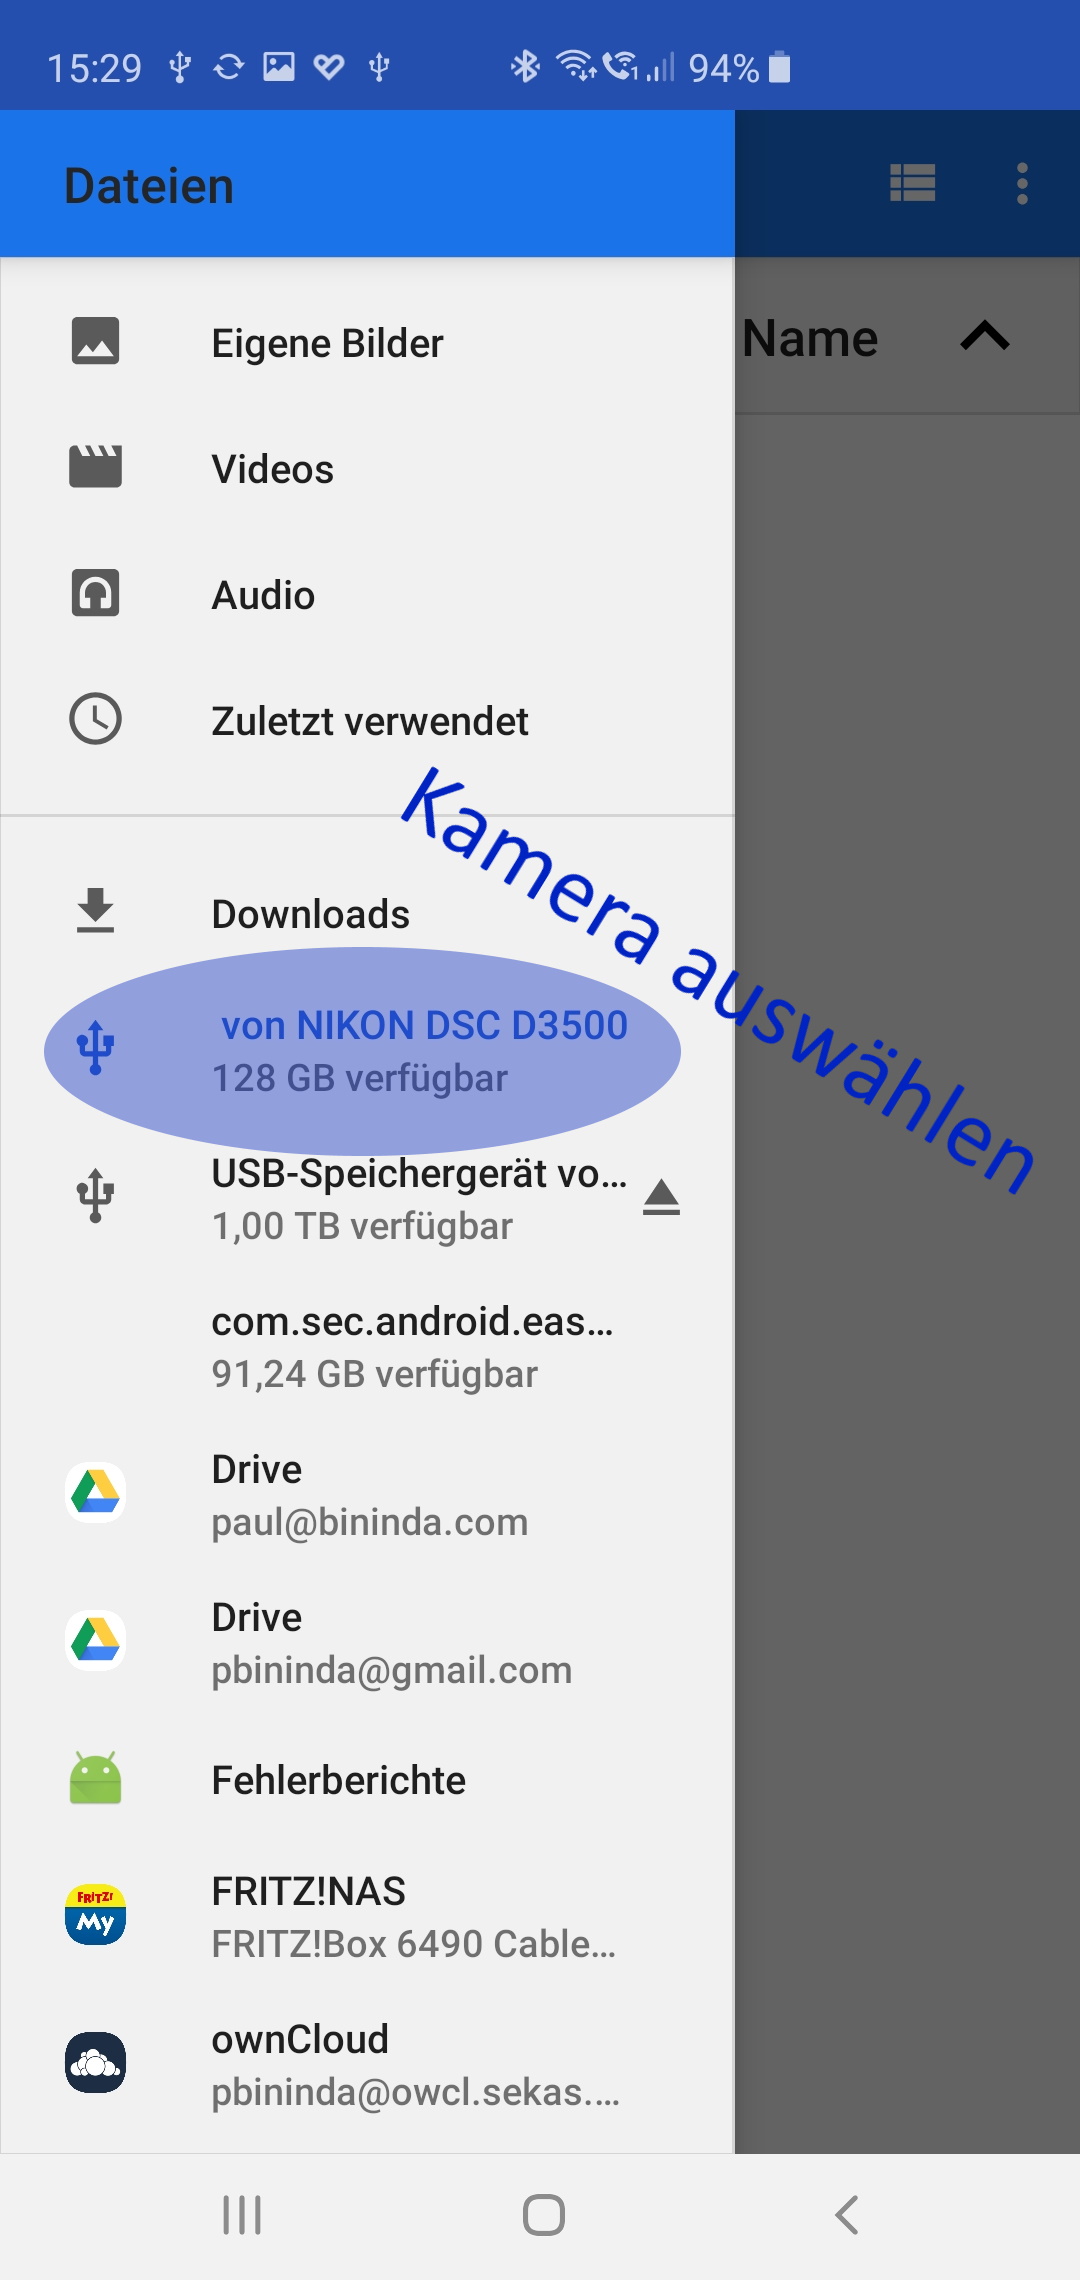 15:29
94%
Dateien
Name
Eigene Bilder
Videos
Audio
Zuletzt verwendet
Kamera auswählen
Downloads
von NIKON DSC D3500
128 GB verfügbar
USB-Speichergerät vo...
1,00 TB verfügbar
com.sec.android.eas...
91,24 GB verfügbar
Drive
paul@bininda.com
Drive
pbininda@gmail.com
Fehlerberichte
FRITZ!
My
FRITZ!NAS
FRITZ!Box 6490 Cable...
ownCloud
pbininda@owcl.sekas....